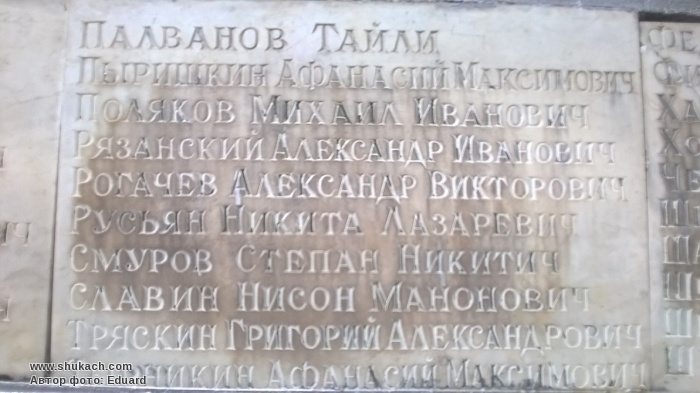 Палванов Тайли
Пыришкин Афанасий Максимович
Поляков Михаил Иванович
Рязанский Александр Иванович
Рогачев Александр Викторович
Русьян Никита Лазаревич
Смуров Степан Никитич
Славин Нисон Манонович
Тряскин Григорий Александрович
Афанасий Максимович
www.shukach.com
Автор фото: Eduard